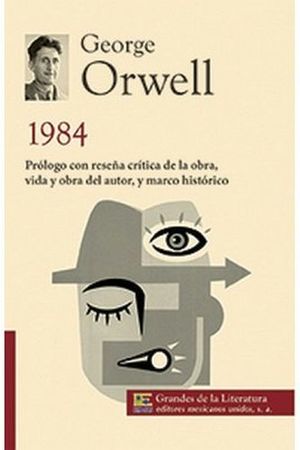 George
Orwell
1984
Prólogo con reseña crítica de la obra,
vida y obra del autor, y marco histórico
Grandes de la Literatura
editores mexicanos unidos, s. a.